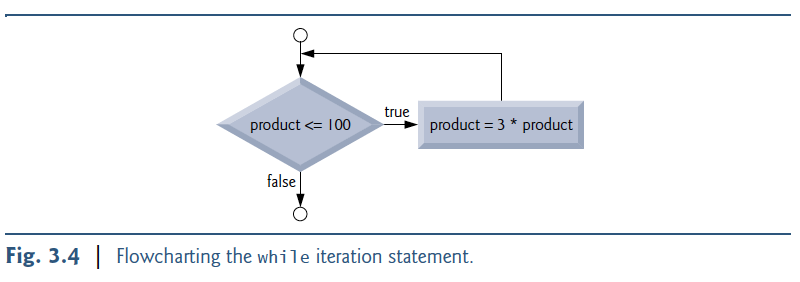 product <= 100
true
product = 3 * product
false
Fig. 3.4 | Flowcharting the while iteration statement.